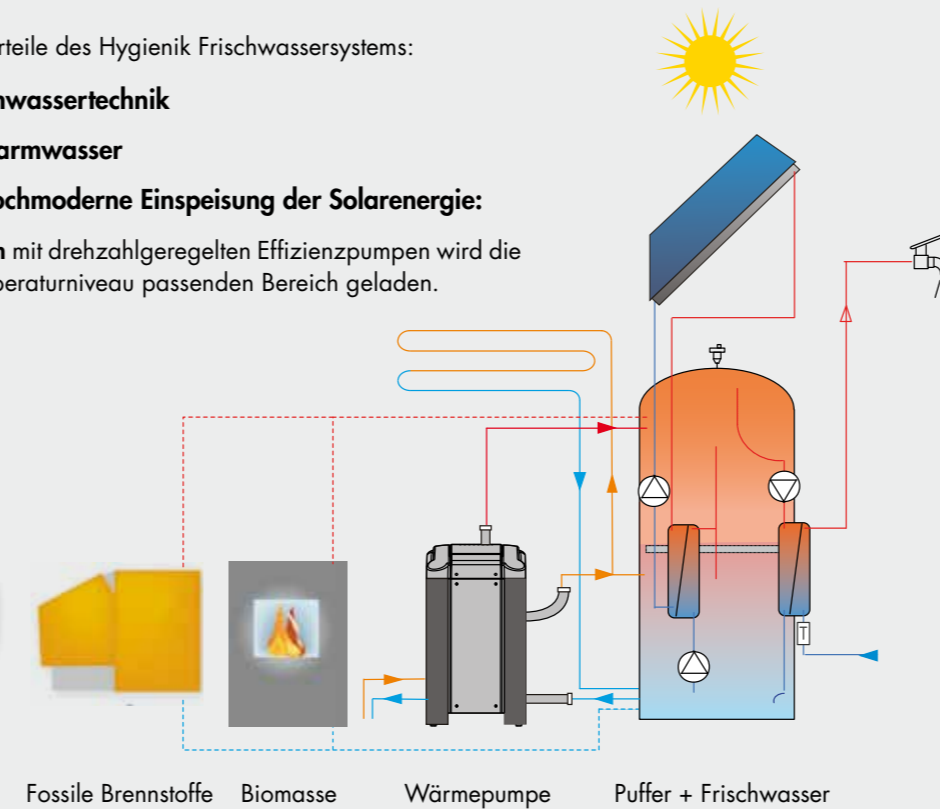 rteile des Hygienik Frischwassersystems:
nwassertechnik
armwasser
ochmoderne Einspeisung der Solarenergie:
n mit drehzahlgeregelten Effizienzpumpen wird die
peraturniveau passenden Bereich geladen.
T
Fossile Brennstoffe Biomasse Wärmepumpe Puffer + Frischwasser